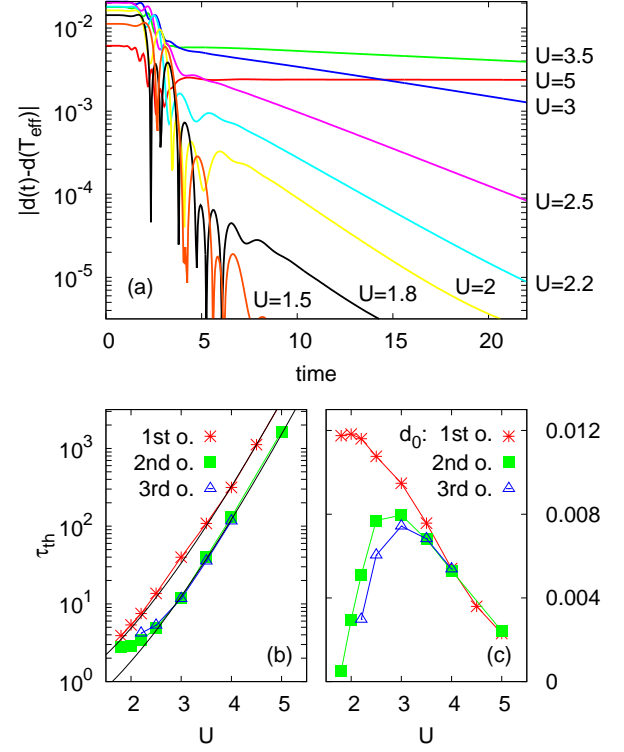 10^-2
10^-3
10^-4
10^-5
|d(t)-d(T_eff)|
U=3.5
U=5
U=3
U=2.5
U=2.2
(a)
U=1.5
U=1.8
U=2
0 5 10 15 20
time
10^3
10^2
10^1
10^0
τ_th
1st o.
2nd o.
3rd o.
(b)
2 3 4 5
U
d_0: 1st o.
2nd o.
3rd o.
(c)
0.012
0.008
0.004
0
2 3 4 5
U